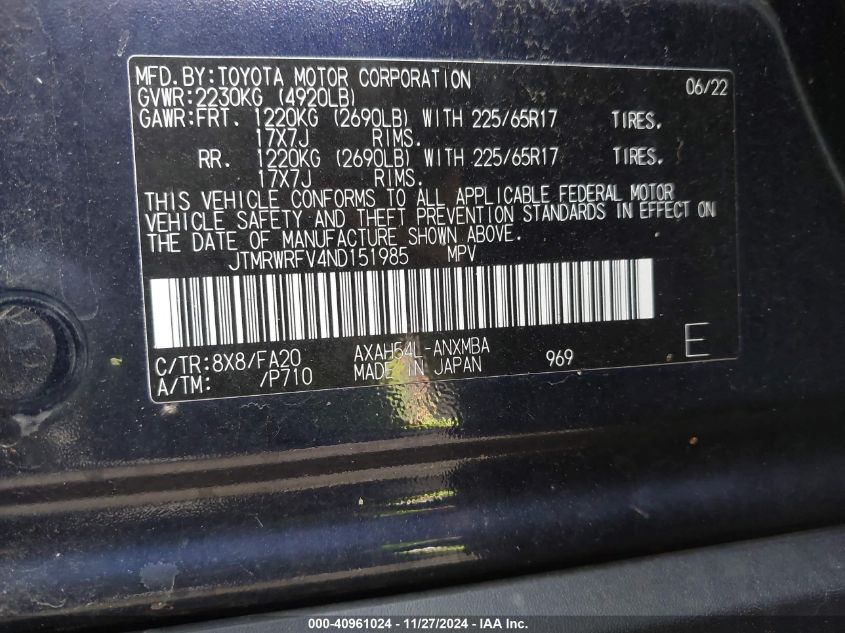 MFD.BY:TOYOTA MOTOR CORPORATION 06/22
GVWR:2230KG (4920LB)
GAWR:FRT. 1220KG (2690LB) WITH 225/65R17 TIRES.
17X7J RIMS.
RR. 1220KG (2690LB) WITH 225/65R17 TIRES.
17X7J RIMS.
THIS VEHICLE CONFORMS TO ALL APPLICABLE FEDERAL MOTOR
VEHICLE SAFETY AND THEFT PREVENTION STANDARDS IN EFFECT ON
THE DATE OF MANUFACTURE SHOWN ABOVE.
JTMRWRFV4ND151985 MPV
C/TR:8X8/FA20 AXAH54L-ANXMBA 969 E
A/TM: /P710 MADE IN JAPAN
000-40961024 - 11/27/2024 - IAA Inc.